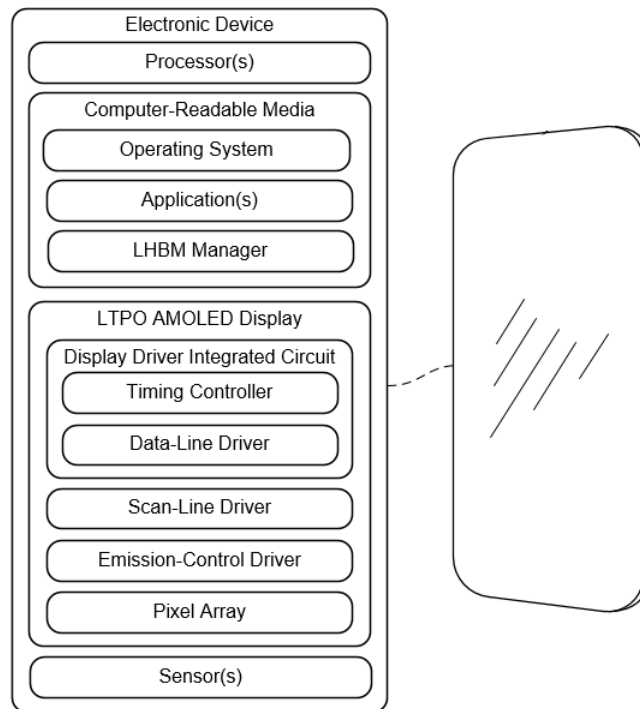 Electronic Device
Processor(s)
Computer-Readable Media
Operating System
Application(s)
LHBM Manager
LTPO AMOLED Display
Display Driver Integrated Circuit
Timing Controller
Data-Line Driver
Scan-Line Driver
Emission-Control Driver
Pixel Array
Sensor(s)